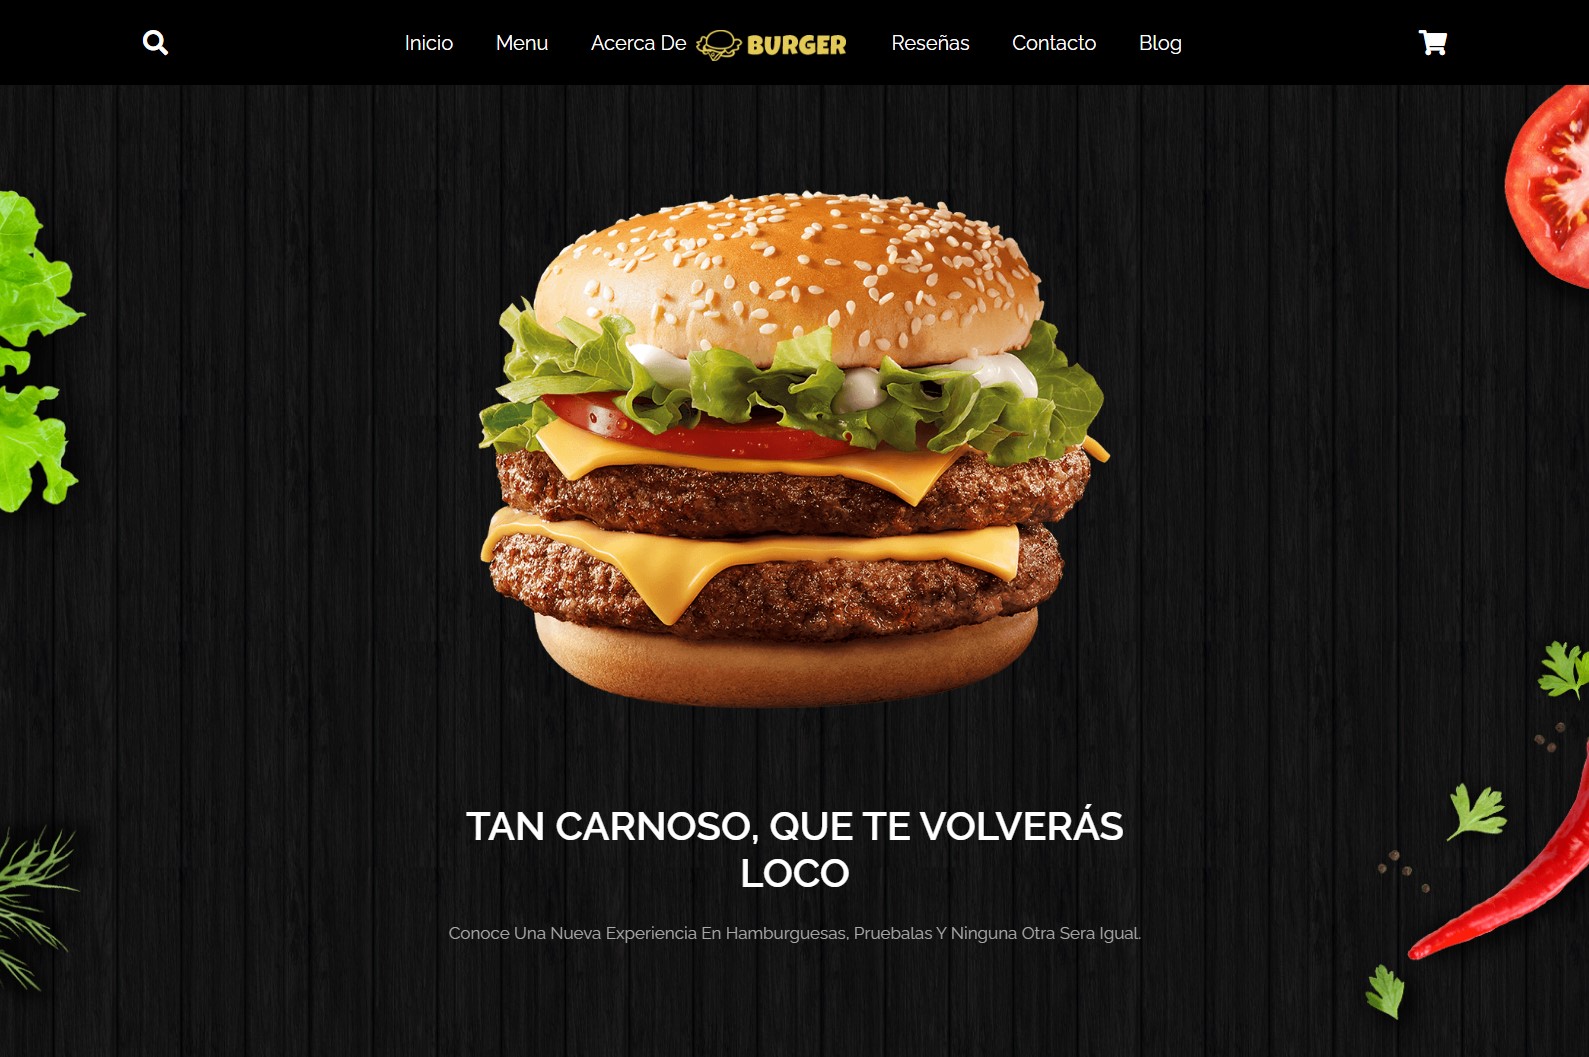 Inicio Menu Acerca De BURGER Reseñas Contacto Blog
TAN CARNOSO, QUE TE VOLVERÁS
LOCO
Conoce Una Nueva Experiencia En Hamburguesas, Pruebalas Y Ninguna Otra Sera Igual.